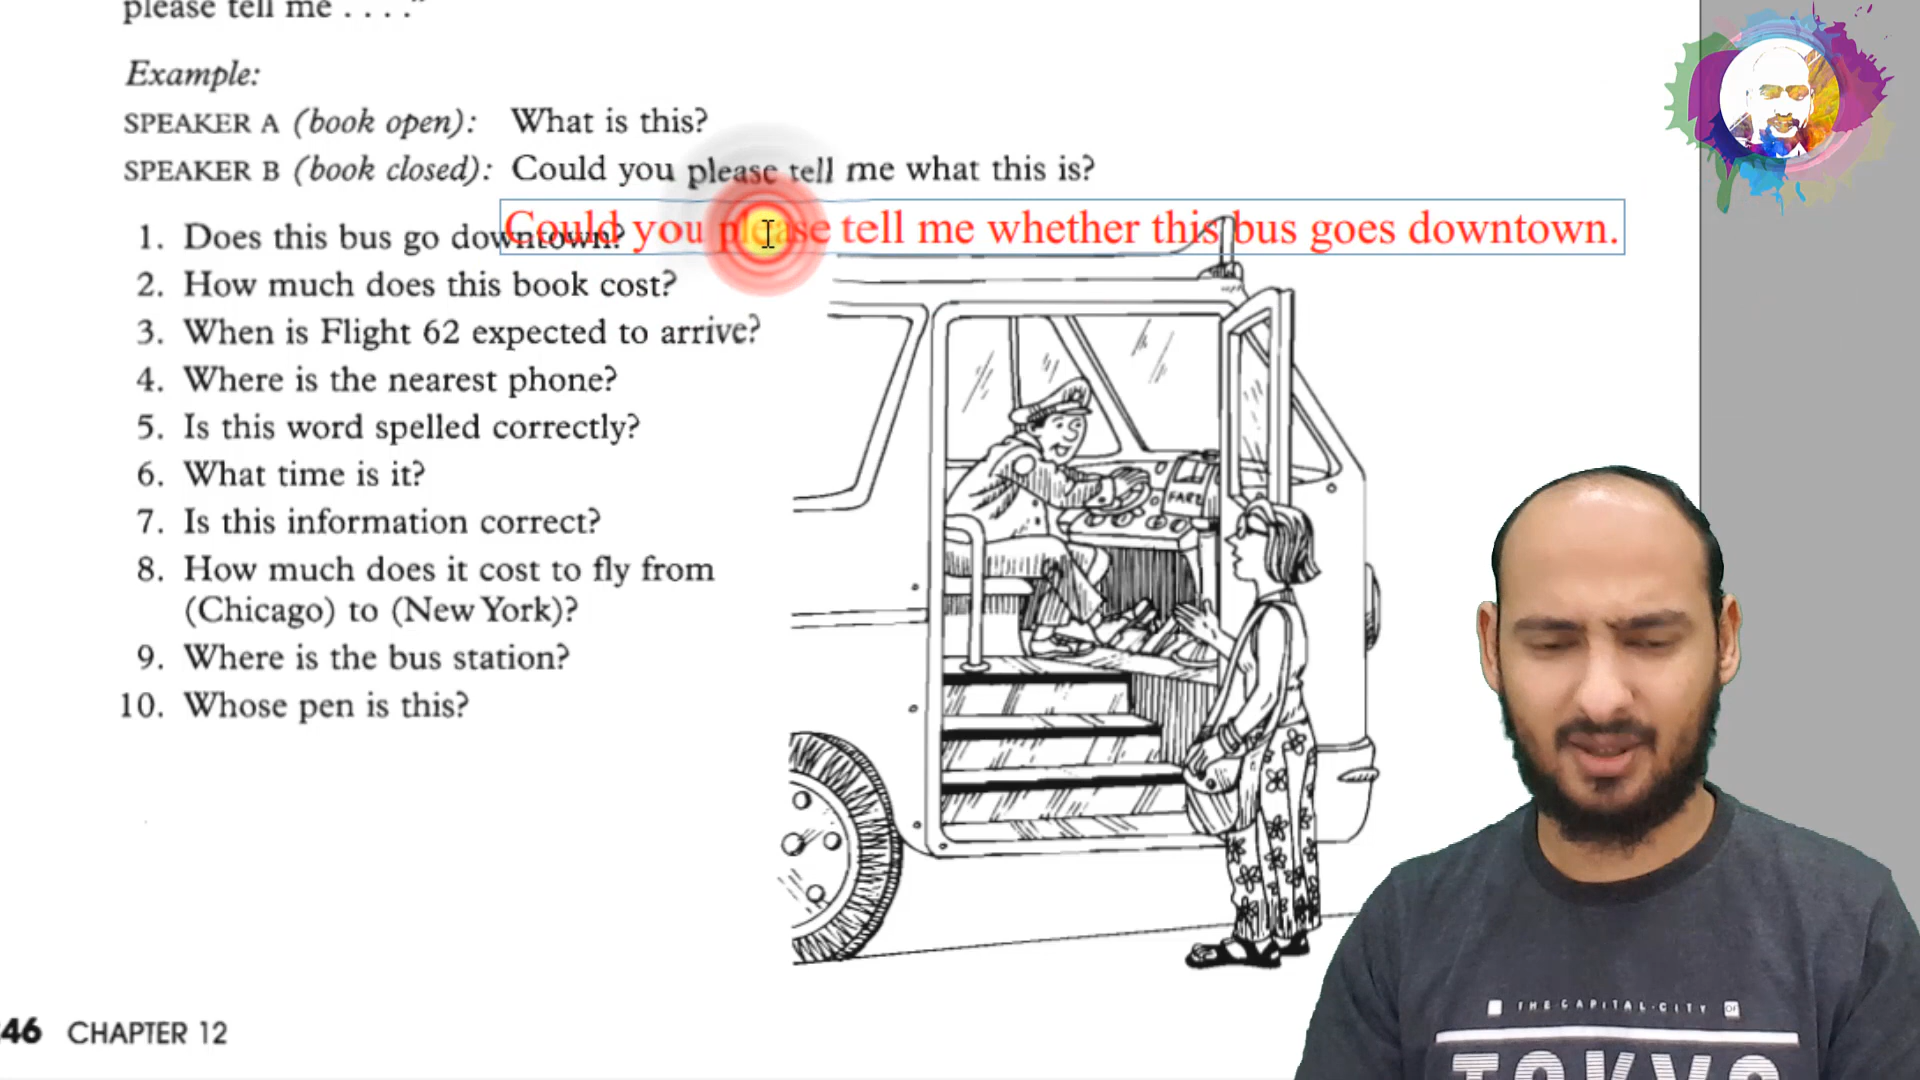 please tell me . . . ."
Example:
SPEAKER A (book open): What is this?
SPEAKER B (book closed): Could you please tell me what this is?
Could you please tell me whether this bus goes downtown.
1. Does this bus go downtown?
2. How much does this book cost?
3. When is Flight 62 expected to arrive?
4. Where is the nearest phone?
5. Is this word spelled correctly?
6. What time is it?
7. Is this information correct?
8. How much does it cost to fly from
(Chicago) to (New York)?
9. Where is the bus station?
10. Whose pen is this?
FARE
46 CHAPTER 12
THE CAPITAL CITY OF
TOKYO